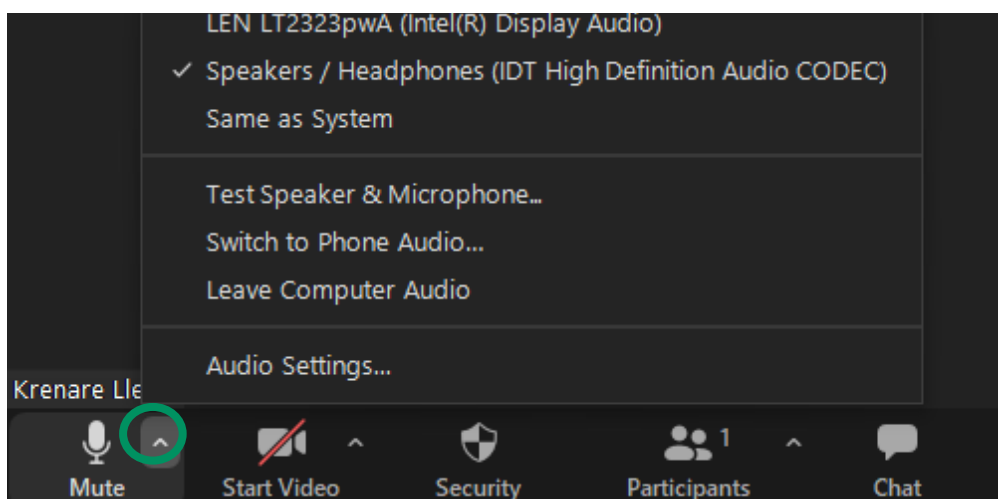 LEN LT2323pwA (Intel(R) Display Audio)
Speakers / Headphones (IDT High Definition Audio CODEC)
Same as System
Test Speaker & Microphone...
Switch to Phone Audio...
Leave Computer Audio
Audio Settings...
Krenare Lle
1
Mute Start Video Security Participants Chat